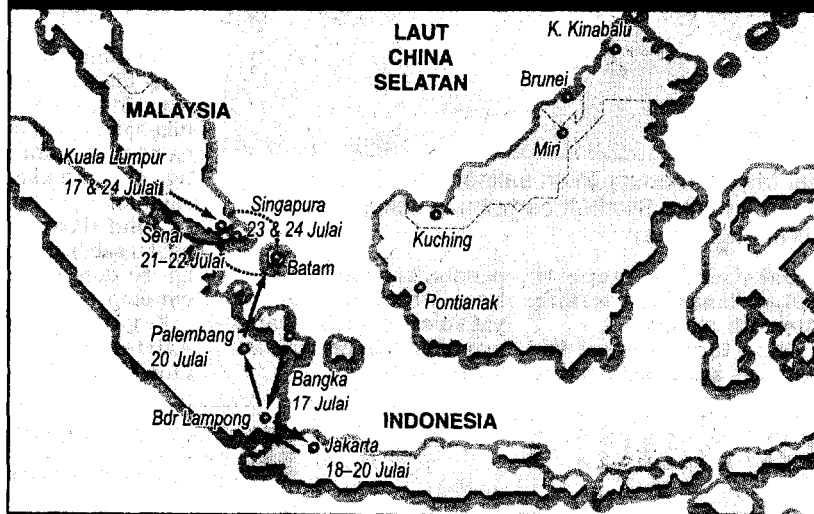 LAUT
CHINA
SELATAN
K. Kinabalu
Brunei
Miri
MALAYSIA
Kuala Lumpur
17 & 24 Julai
Singapura
23 & 24 Julai
Senai
21–22 Julai
Batam
Kuching
Pontianak
Palembang
20 Julai
Bangka
17 Julai
Bdr Lampong
INDONESIA
Jakarta
18–20 Julai